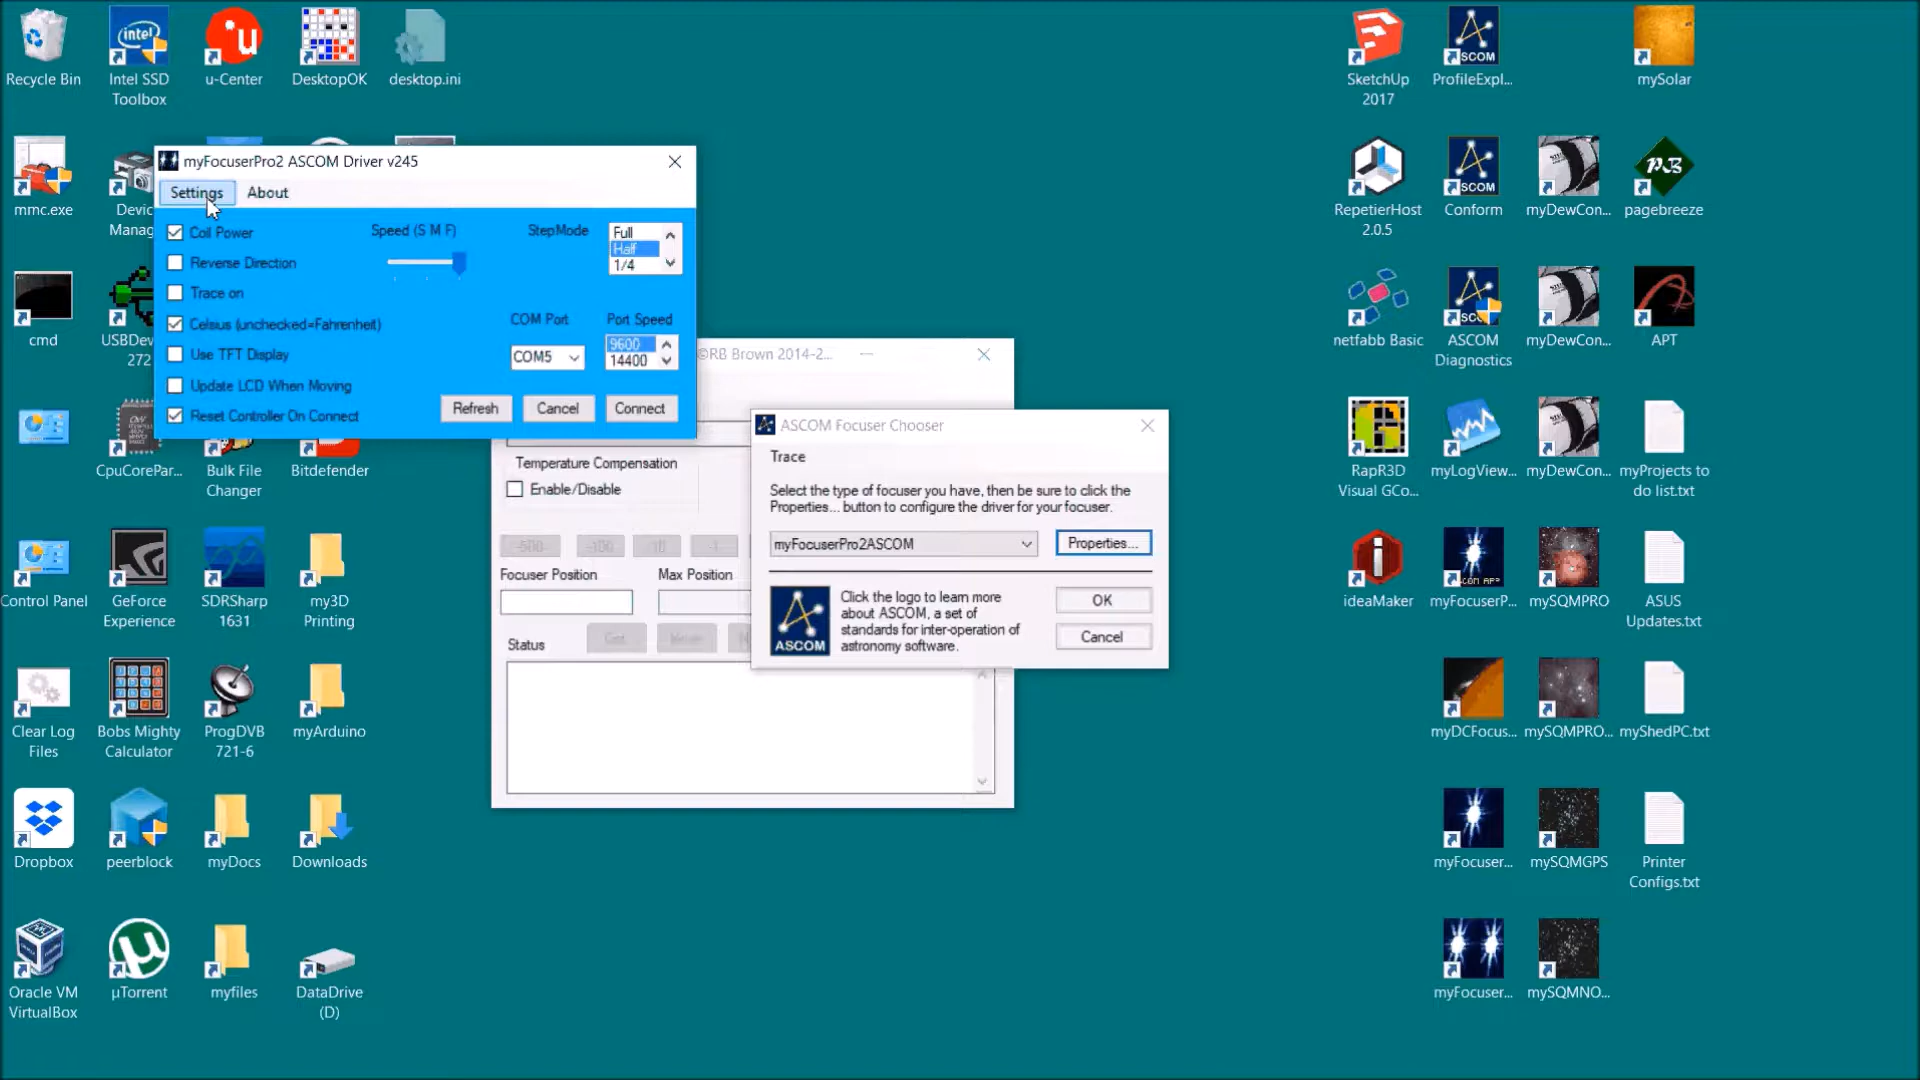 Recycle Bin
Intel SSD
Toolbox
u-Center
DesktopOK
desktop.ini
SketchUp
2017
ProfileExpl...
mySolar
mmc.exe
Devic
Manag
RepetierHost
2.0.5
Conform
myDewCon...
pagebreeze
cmd
USBDev
272
netfabb Basic
ASCOM
Diagnostics
myDewCon...
APT
CpuCorePar...
Bulk File
Changer
Bitdefender
RapR3D
Visual GCo...
myLogView...
myDewCon...
myProjects to
do list.txt
Control Panel
GeForce
Experience
SDRSharp
1631
my3D
Printing
ideaMaker
myFocuserP...
mySQMPRO
ASUS
Updates.txt
Clear Log
Files
Bobs Mighty
Calculator
ProgDVB
721-6
myArduino
myDCFocus...
mySQMPRO...
myShedPC.txt
Dropbox
peerblock
myDocs
Downloads
myFocuser...
mySQMGPS
Printer
Configs.txt
Oracle VM
VirtualBox
µTorrent
myfiles
DataDrive
(D)
myFocuser...
mySQMNO...
myFocuserPro2 ASCOM Driver v245
Settings
About
Coil Power
Speed (S M F)
StepMode
Full
Half
1/4
Reverse Direction
Trace on
Celsius (unchecked=Fahrenheit)
COM Port
Port Speed
Use TFT Display
COM5
9600
14400
Update LCD When Moving
Reset Controller On Connect
Refresh
Cancel
Connect
©RB Brown 2014-2...
Temperature Compensation
Enable/Disable
-500
-100
-10
-1
Focuser Position
Max Position
Status
ASCOM Focuser Chooser
Trace
Select the type of focuser you have, then be sure to click the
Properties... button to configure the driver for your focuser.
myFocuserPro2ASCOM
Properties...
Click the logo to learn more
about ASCOM, a set of
standards for inter-operation of
astronomy software.
OK
Cancel
ASCOM
intel
ASCOM
ASCOM
PB